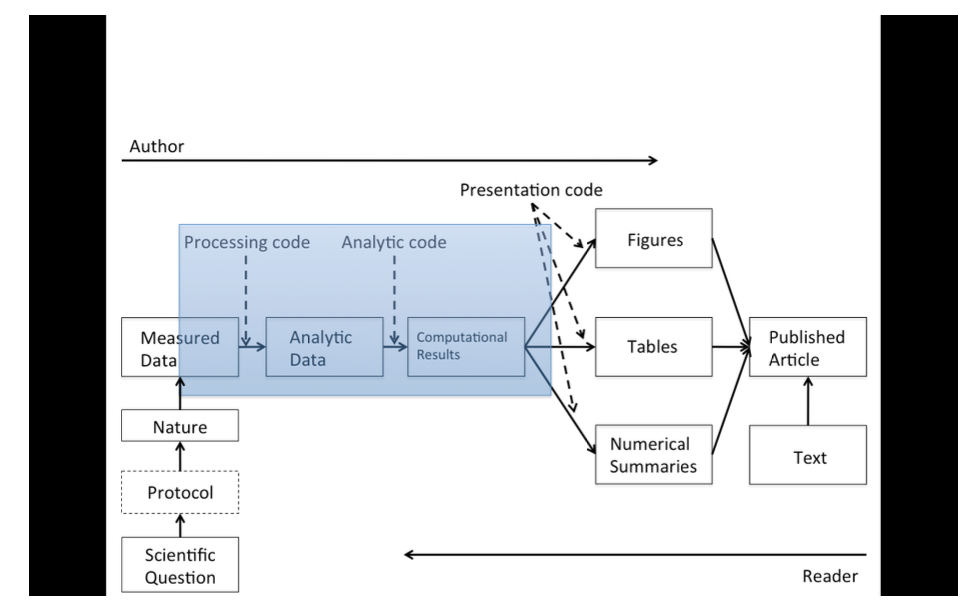 Author
Presentation code
Processing code
Analytic code
Figures
Measured
Data
Analytic
Data
Computational
Results
Tables
Published
Article
Nature
Numerical
Summaries
Text
Protocol
Scientific
Question
Reader